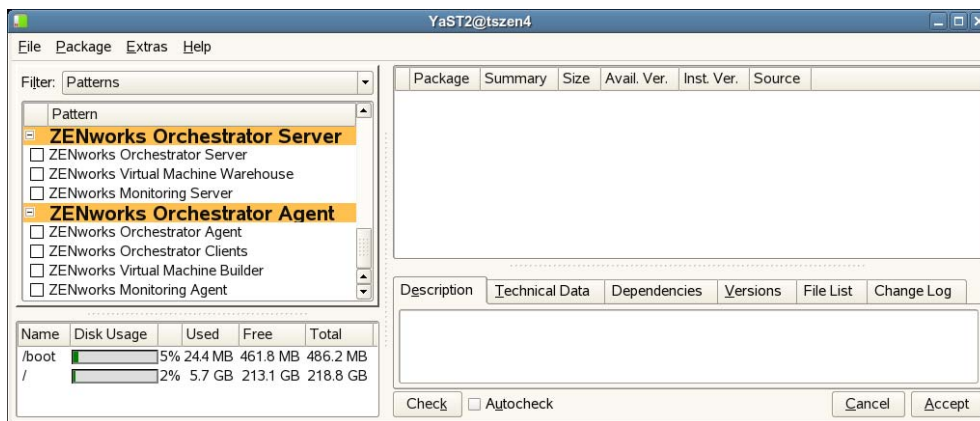 YaST2@tszen4
File Package Extras Help
Filter: Patterns
Pattern
ZENworks Orchestrator Server
ZENworks Orchestrator Server
ZENworks Virtual Machine Warehouse
ZENworks Monitoring Server
ZENworks Orchestrator Agent
ZENworks Orchestrator Agent
ZENworks Orchestrator Clients
ZENworks Virtual Machine Builder
ZENworks Monitoring Agent
Name Disk Usage Used Free Total
/boot 5% 24.4 MB 461.8 MB 486.2 MB
/ 2% 5.7 GB 213.1 GB 218.8 GB
Package Summary Size Avail. Ver. Inst. Ver. Source
Description Technical Data Dependencies Versions File List Change Log
Check Autocheck Cancel Accept